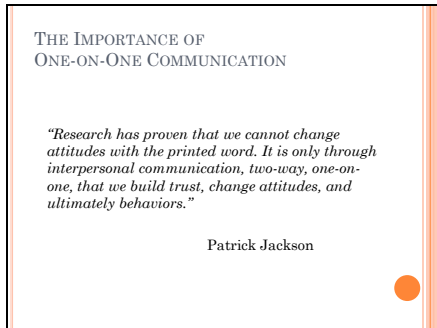 THE IMPORTANCE OF
ONE-ON-ONE COMMUNICATION
“Research has proven that we cannot change
attitudes with the printed word. It is only through
interpersonal communication, two-way, one-on-
one, that we build trust, change attitudes, and
ultimately behaviors.”
Patrick Jackson